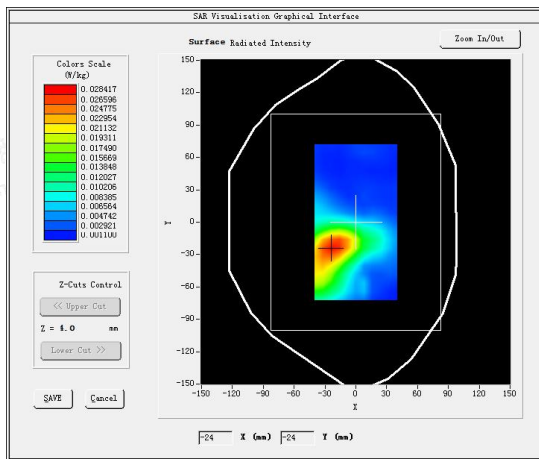 SAR Visualization Graphical Interface
Surface Radiated Intensity
Zoom In/Out
Colors Scale
(W/kg)
0.028417
0.026596
0.024775
0.022954
0.021132
0.019311
0.017490
0.015669
0.013848
0.012027
0.010206
0.008385
0.006564
0.004742
0.002921
0.001100
Z-Cuts Control
<< Upper Cut
Z = mm
Lower Cut >>
SAVE Cancel
150
120
90
60
30
0
-30
-60
-90
-120
-150
Y
-150 -120 -90 -60 -30 0 30 60 90 120 150
X
-24 X (mm) -24 Y (mm)